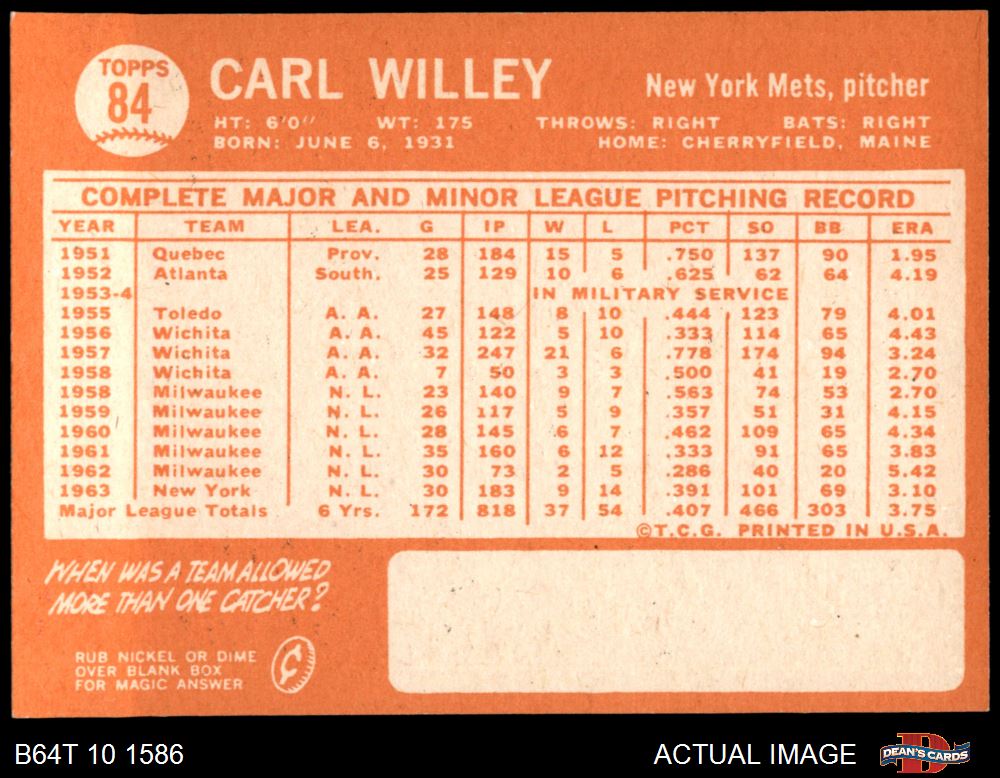 TOPPS
84
CARL WILLEY
New York Mets, pitcher
HT: 6'0" WT: 175 THROWS: RIGHT BATS: RIGHT
BORN: JUNE 6, 1931 HOME: CHERRYFIELD, MAINE
COMPLETE MAJOR AND MINOR LEAGUE PITCHING RECORD
YEAR TEAM LEA. G IP W L PCT SO BB ERA
1951 Quebec Prov. 28 184 15 5 .750 137 90 1.95
1952 Atlanta South. 25 129 10 6 .625 62 64 4.19
1953-4 IN MILITARY SERVICE
1955 Toledo A. A. 27 148 8 10 .444 123 79 4.01
1956 Wichita A. A. 45 122 5 10 .333 114 65 4.43
1957 Wichita A. A. 32 247 21 6 .778 174 94 3.24
1958 Wichita A. A. 7 50 3 3 .500 41 19 2.70
1958 Milwaukee N. L. 23 140 9 7 .563 74 53 2.70
1959 Milwaukee N. L. 26 117 5 9 .357 51 31 4.15
1960 Milwaukee N. L. 28 145 6 7 .462 109 65 4.34
1961 Milwaukee N. L. 35 160 6 12 .333 91 65 3.83
1962 Milwaukee N. L. 30 73 2 5 .286 40 20 5.42
1963 New York N. L. 30 183 9 14 .391 101 69 3.10
Major League Totals 6 Yrs. 172 818 37 54 .407 466 303 3.75
©T.C.G. PRINTED IN U.S.A.
WHEN WAS A TEAM ALLOWED
MORE THAN ONE CATCHER?
RUB NICKEL OR DIME
OVER BLANK BOX
FOR MAGIC ANSWER
¢
B64T 10 1586
ACTUAL IMAGE
DEAN'S CARDS